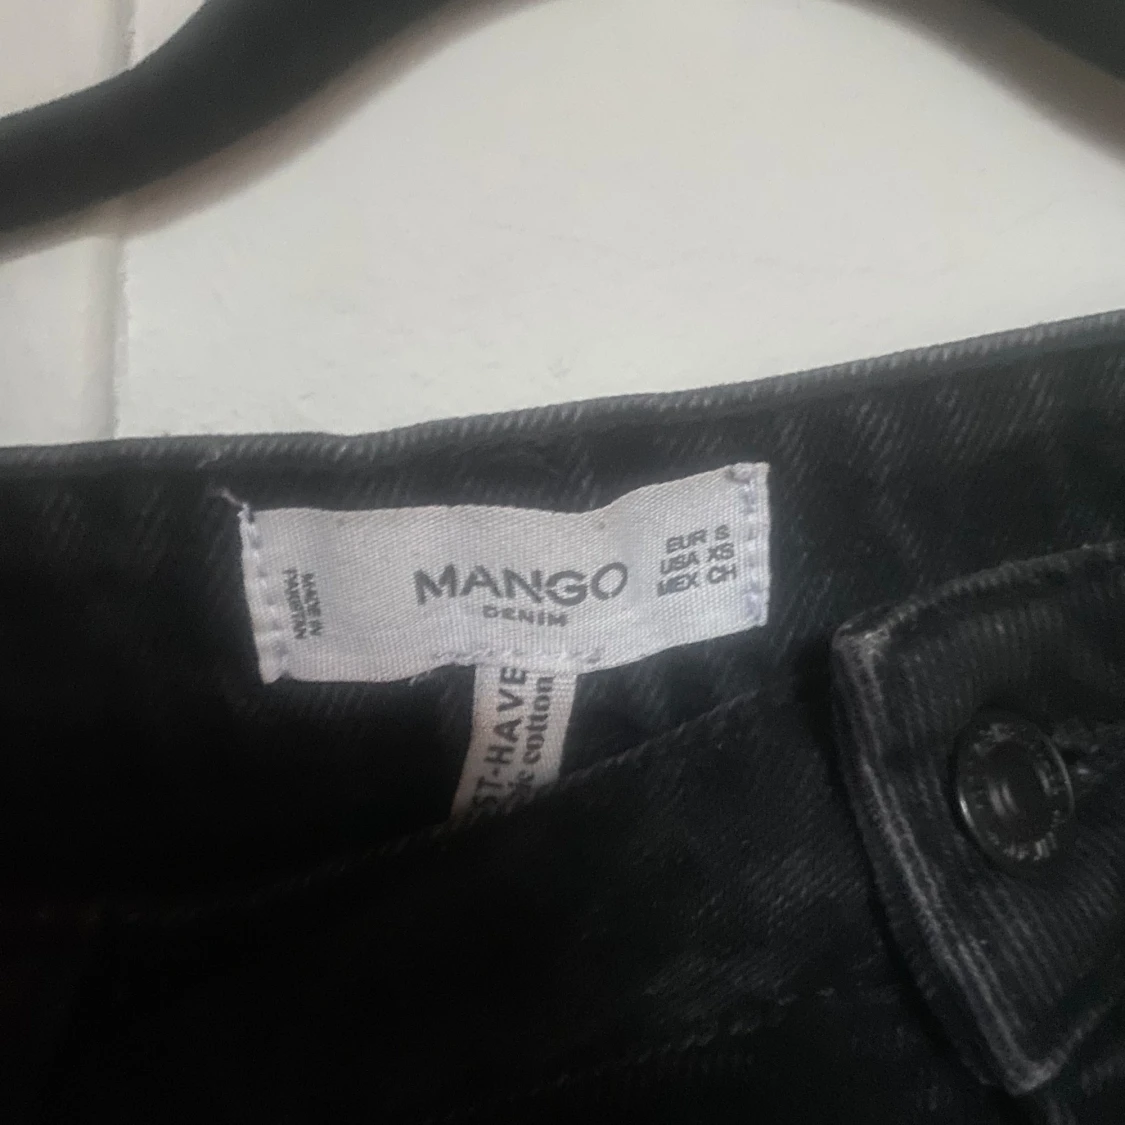 MADE IN
PAKISTAN
MANGO
DENIM
EUR S
USA XS
MEX CH
ST-HAVE
cotton